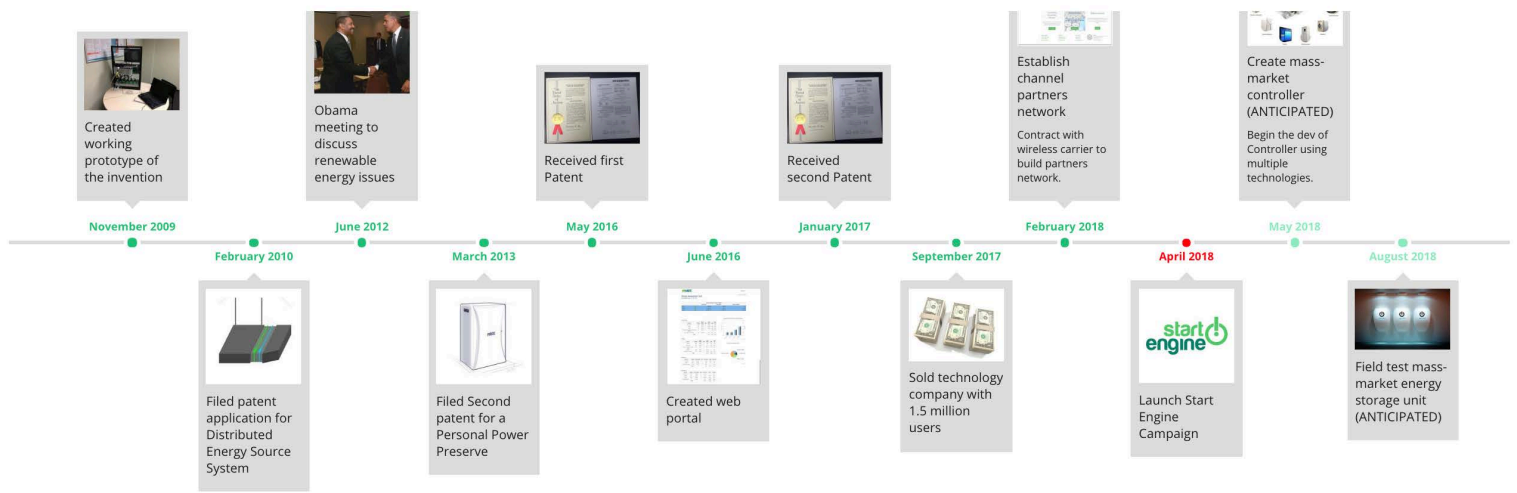 Created
working
prototype of
the invention
November 2009
February 2010
Filed patent
application for
Distributed
Energy Source
System
Obama
meeting to
discuss
renewable
energy issues
June 2012
March 2013
Filed Second
patent for a
Personal Power
Preserve
Received first
Patent
May 2016
June 2016
Created web
portal
Received
second Patent
January 2017
September 2017
Sold technology
company with
1.5 million
users
Establish
channel
partners
network
Contract with
wireless carrier to
build partners
network.
February 2018
April 2018
start
engine
Launch Start
Engine
Campaign
Create mass-
market
controller
(ANTICIPATED)
Begin the dev of
Controller using
multiple
technologies.
May 2018
August 2018
Field test mass-
market energy
storage unit
(ANTICIPATED)